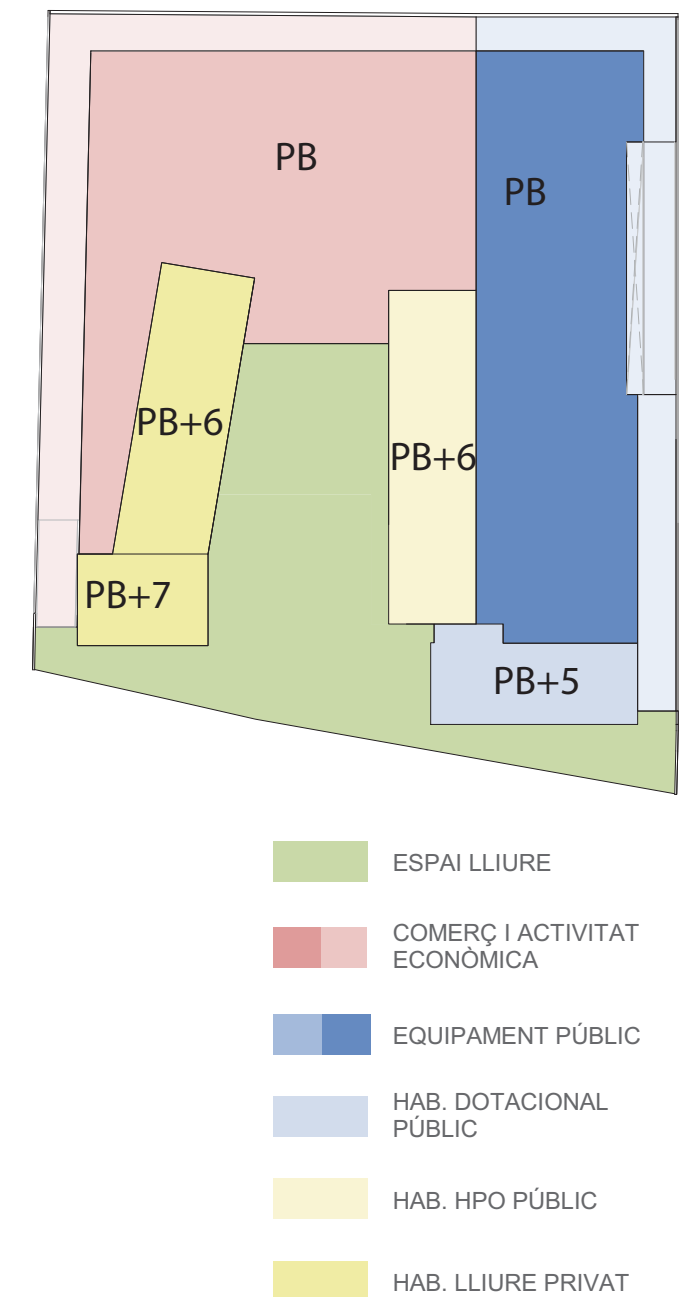 PB
PB
PB+6
PB+6
PB+7
PB+5
ESPAI LLIURE
COMERÇ I ACTIVITAT
ECONÒMICA
EQUIPAMENT PÚBLIC
HAB. DOTACIONAL
PÚBLIC
HAB. HPO PÚBLIC
HAB. LLIURE PRIVAT